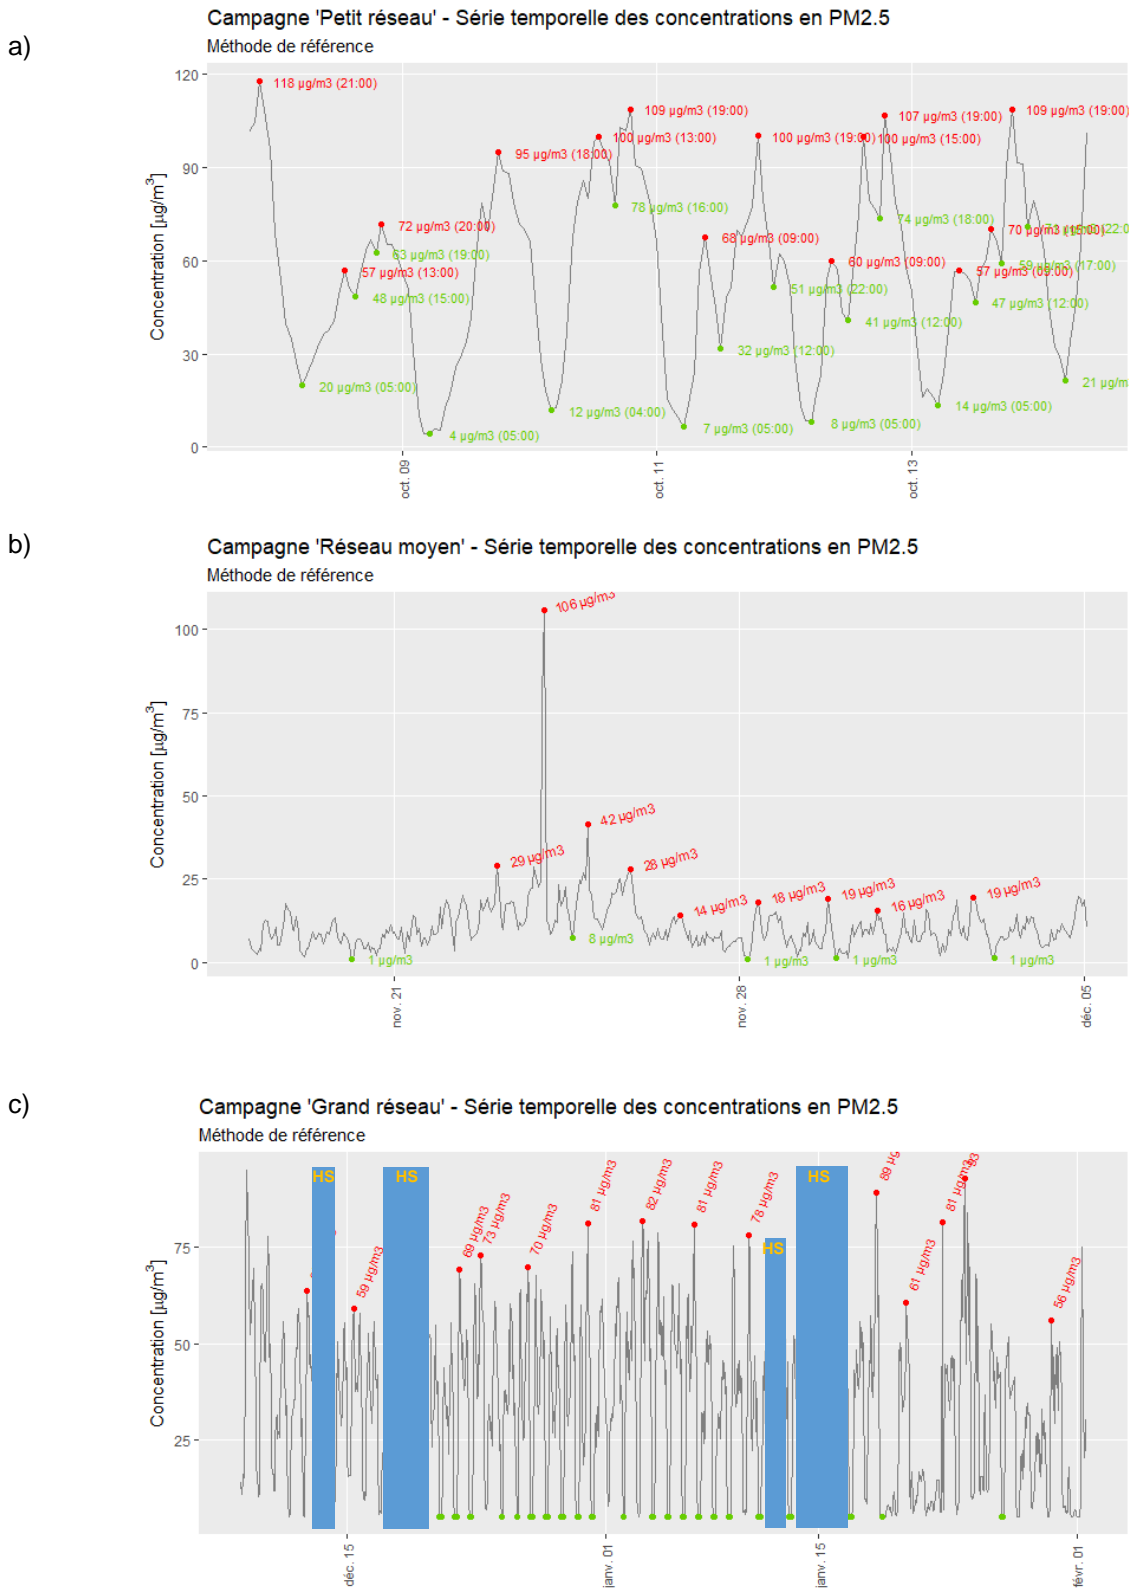 a)
Campagne 'Petit réseau' - Série temporelle des concentrations en PM2.5
Méthode de référence
Concentration [µg/m³]
120
90
60
30
0
118 µg/m3 (21:00)
109 µg/m3 (19:00)
107 µg/m3 (19:00)
109 µg/m3 (19:00)
100 µg/m3 (13:00)
100 µg/m3 (19:00)
100 µg/m3 (15:00)
95 µg/m3 (18:00)
78 µg/m3 (16:00)
72 µg/m3 (20:00)
74 µg/m3 (18:00)
63 µg/m3 (19:00)
68 µg/m3 (09:00)
70 µg/m3
57 µg/m3 (13:00)
60 µg/m3 (09:00)
57 µg/m3
59 µg/m3 (17:00)
48 µg/m3 (15:00)
51 µg/m3 (22:00)
47 µg/m3 (12:00)
41 µg/m3 (12:00)
32 µg/m3 (12:00)
20 µg/m3 (05:00)
12 µg/m3 (04:00)
14 µg/m3 (05:00)
21 µg/m
4 µg/m3 (05:00)
7 µg/m3 (05:00)
8 µg/m3 (05:00)
oct. 09
oct. 11
oct. 13
b)
Campagne 'Réseau moyen' - Série temporelle des concentrations en PM2.5
Méthode de référence
Concentration [µg/m³]
100
75
50
25
0
106 µg/m3
42 µg/m3
29 µg/m3
28 µg/m3
14 µg/m3
18 µg/m3
19 µg/m3
16 µg/m3
19 µg/m3
8 µg/m3
1 µg/m3
1 µg/m3
1 µg/m3
1 µg/m3
nov. 21
nov. 28
déc. 05
c)
Campagne 'Grand réseau' - Série temporelle des concentrations en PM2.5
Méthode de référence
Concentration [µg/m³]
75
50
25
HS
HS
HS
HS
59 µg/m3
69 µg/m3
73 µg/m3
70 µg/m3
81 µg/m3
82 µg/m3
81 µg/m3
78 µg/m3
89 µg
61 µg/m3
81 µg/m3
93
56 µg/m3
déc. 15
janv. 01
janv. 15
févr. 01